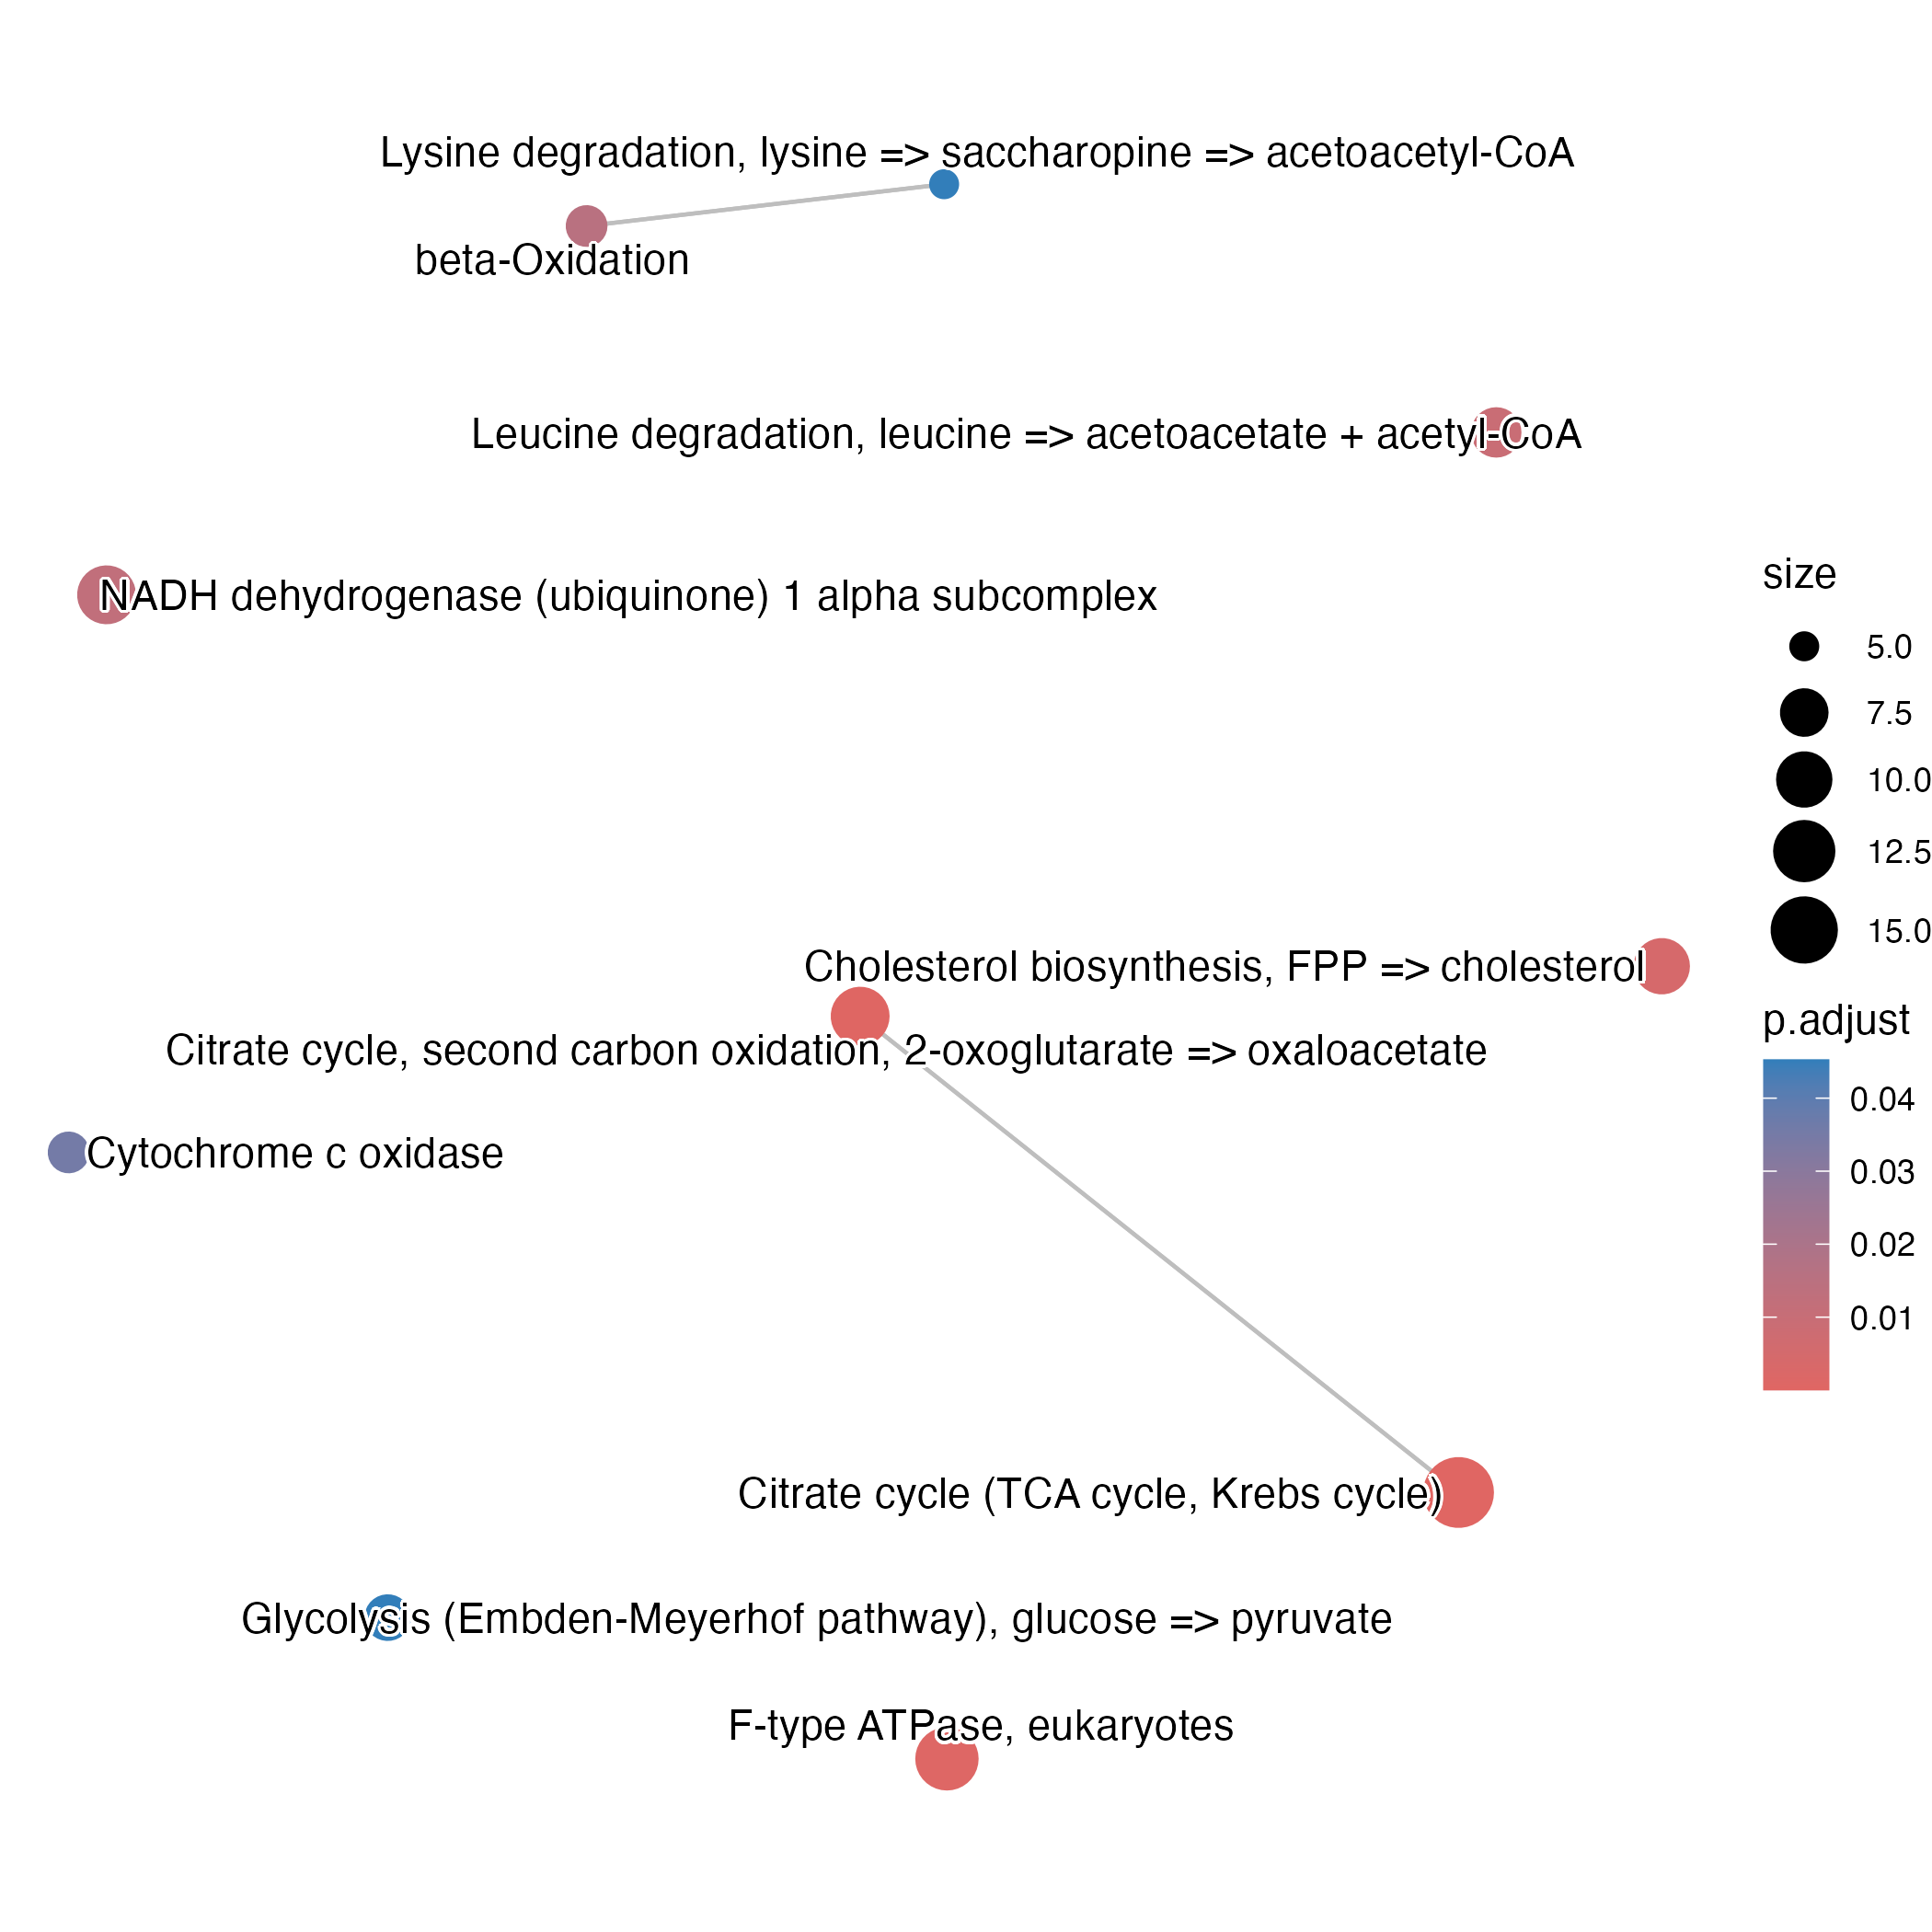 Lysine degradation, lysine => saccharopine => acetoacetyl-CoA
beta-Oxidation
Leucine degradation, leucine => acetoacetate + acetyl-CoA
NADH dehydrogenase (ubiquinone) 1 alpha subcomplex
Cholesterol biosynthesis, FPP => cholesterol
Citrate cycle, second carbon oxidation, 2-oxoglutarate => oxaloacetate
Cytochrome c oxidase
Citrate cycle (TCA cycle, Krebs cycle)
Glycolysis (Embden-Meyerhof pathway), glucose => pyruvate
F-type ATPase, eukaryotes
size
5.0
7.5
10.0
12.5
15.0
p.adjust
0.04
0.03
0.02
0.01